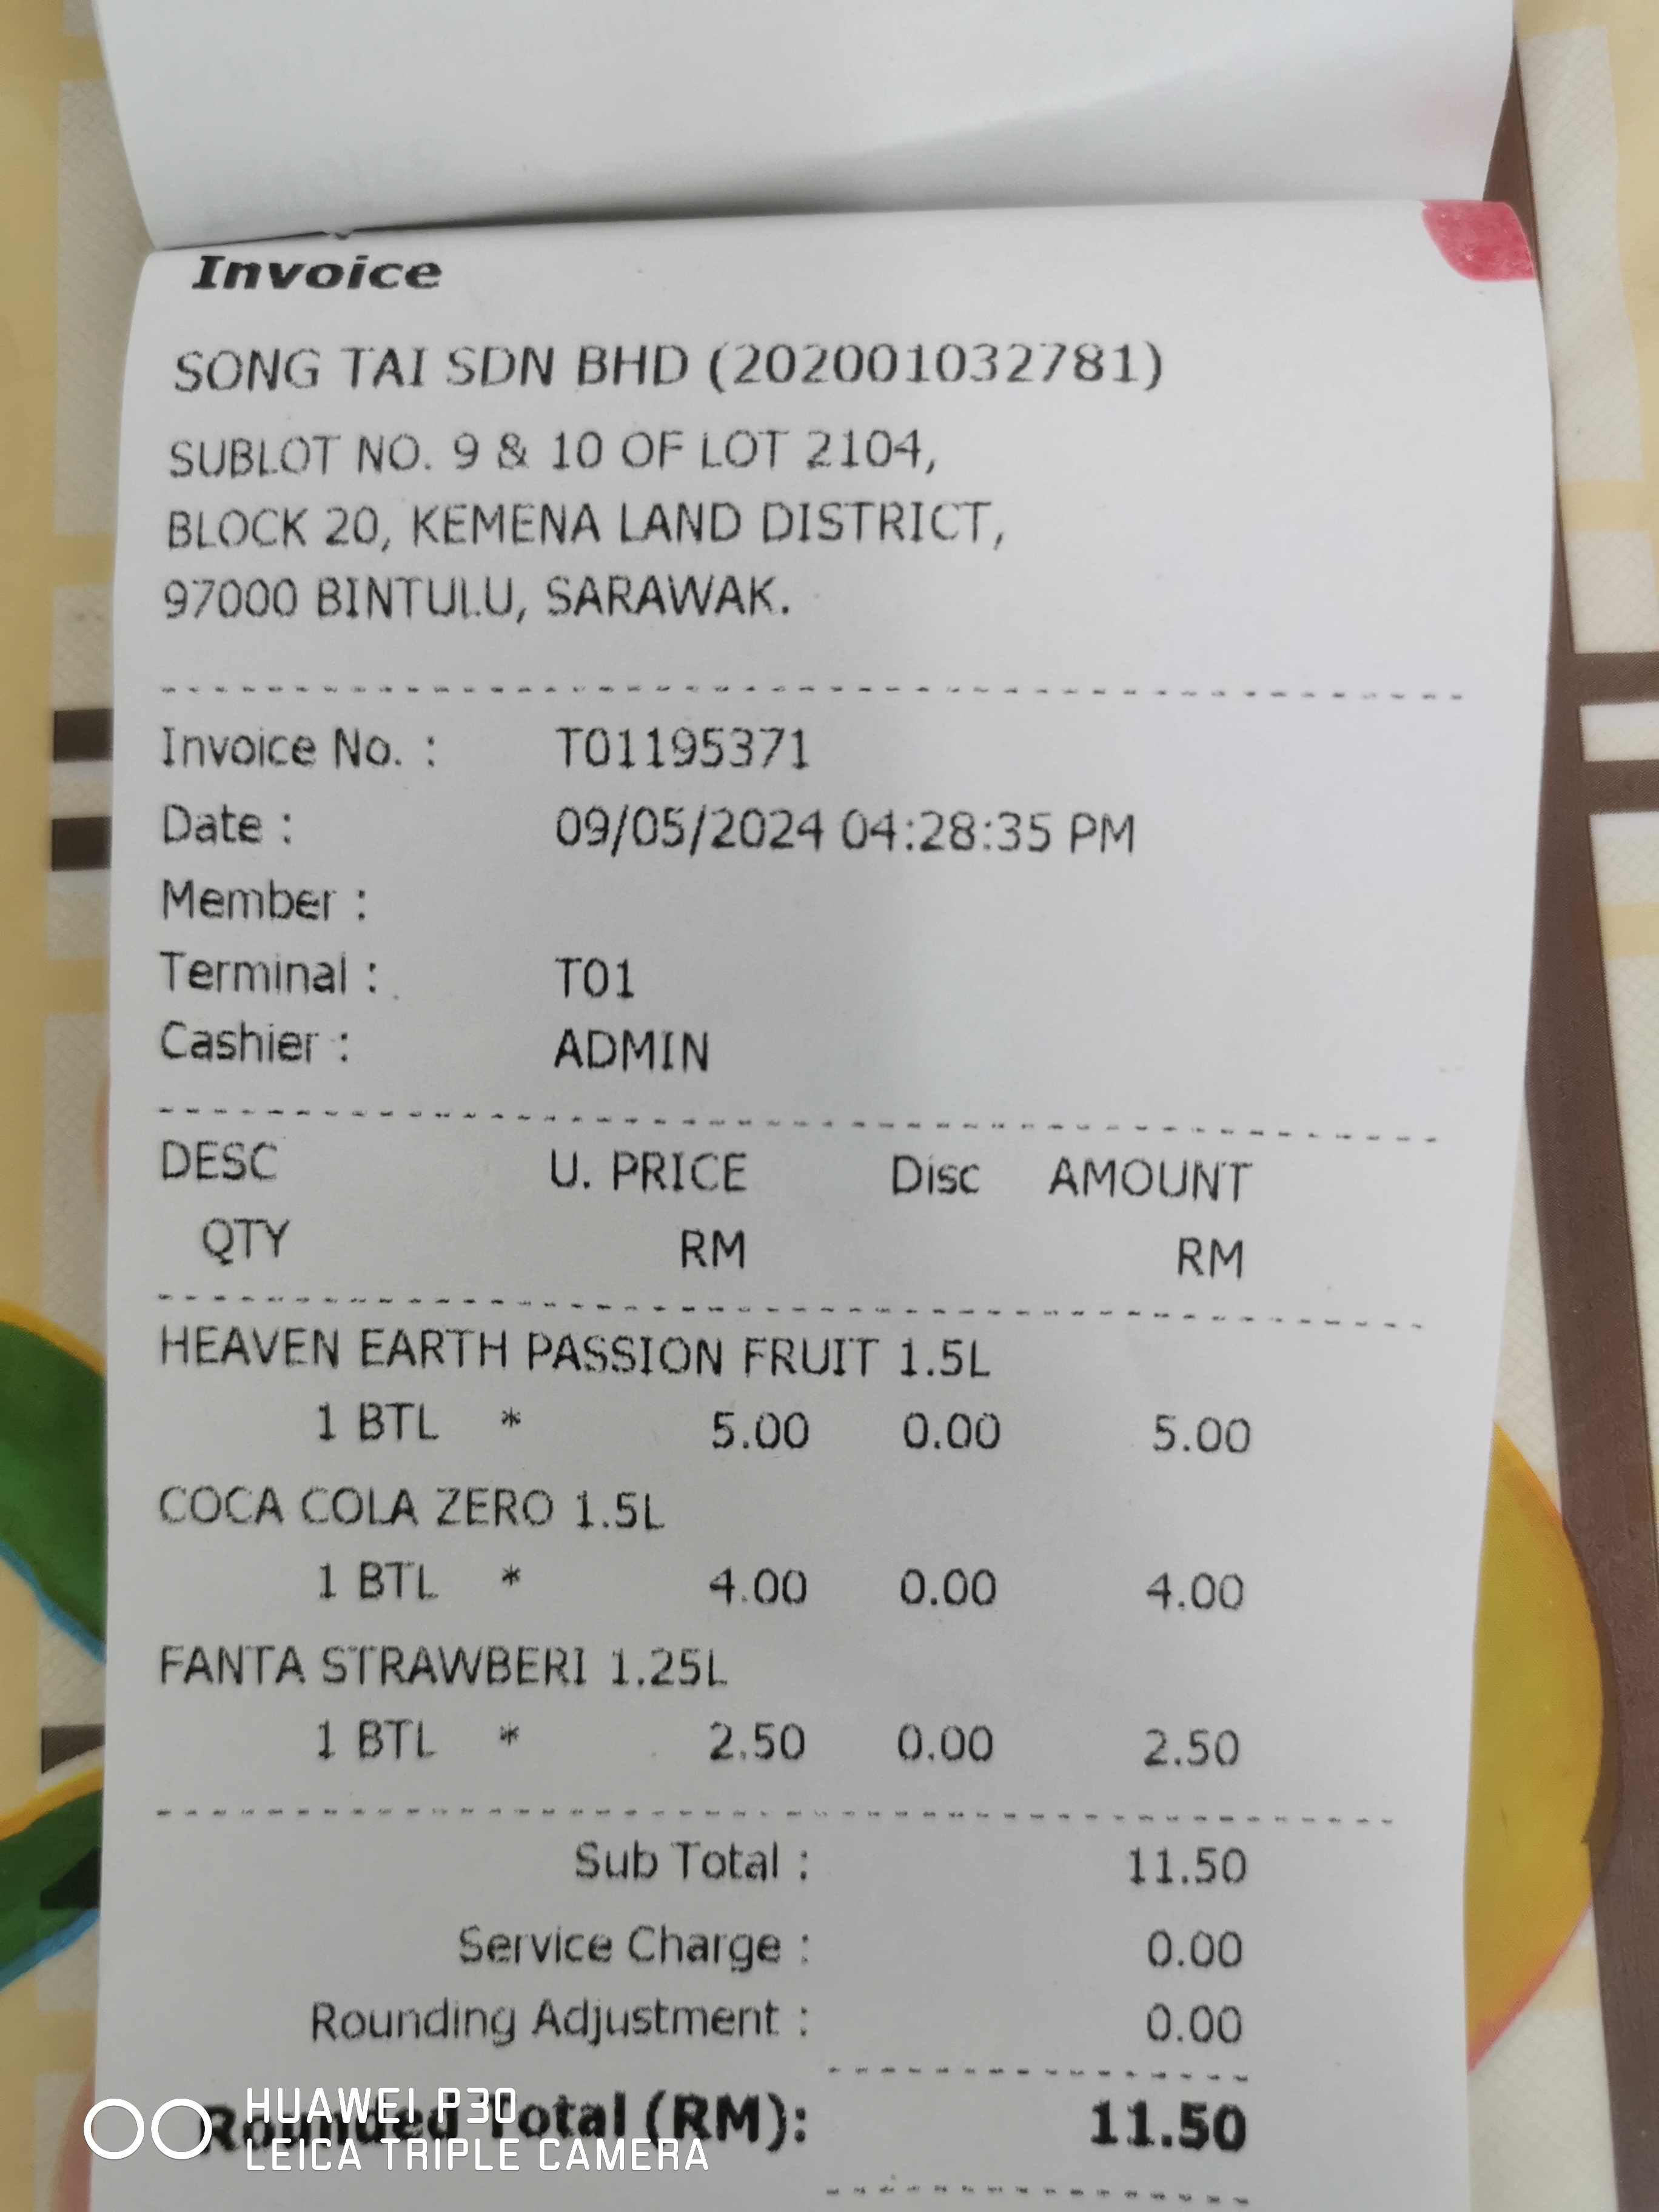 Invoice
SONG TAI SDN BHD (202001032781)
SUBLOT NO. 9 & 10 OF LOT 2104,
BLOCK 20, KEMENA LAND DISTRICT,
97000 BINTULU, SARAWAK.
Invoice No. : T01195371
Date : 09/05/2024 04:28:35 PM
Member :
Terminal : T01
Cashier : ADMIN
DESC U. PRICE Disc AMOUNT
QTY RM RM
HEAVEN EARTH PASSION FRUIT 1.5L
1 BTL * 5.00 0.00 5.00
COCA COLA ZERO 1.5L
1 BTL * 4.00 0.00 4.00
FANTA STRAWBERI 1.25L
1 BTL * 2.50 0.00 2.50
Sub Total : 11.50
Service Charge : 0.00
Rounding Adjustment : 0.00
Rounded Total (RM): 11.50
HUAWEI P30
LEICA TRIPLE CAMERA